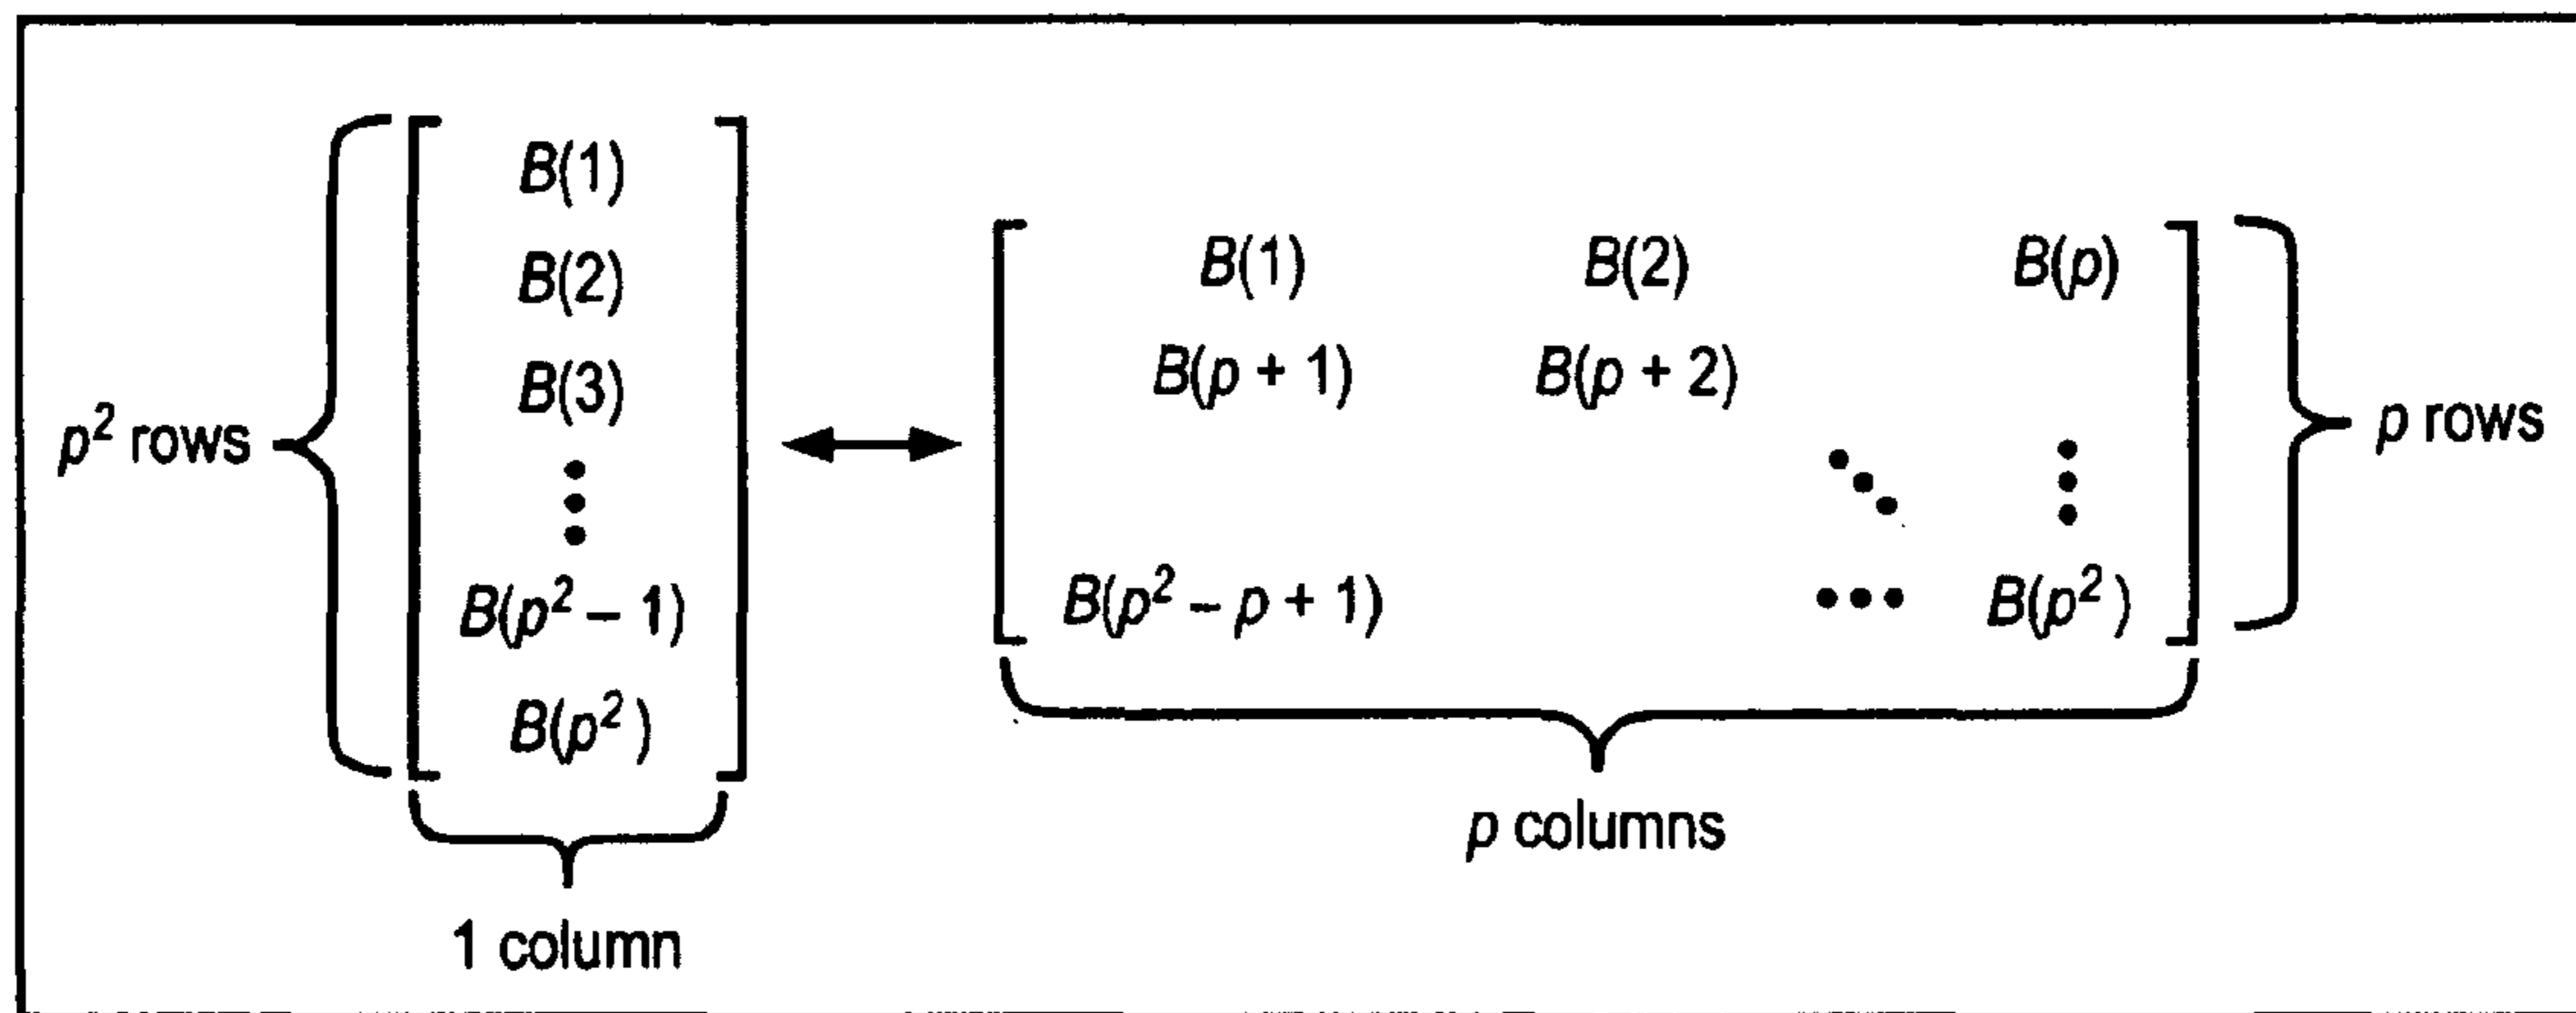 B(1)
B(2)
B(3)
B(p² – 1)
B(p²)
p² rows
1 column
B(1) B(2) B(p)
B(p + 1) B(p + 2)
B(p² – p + 1) ••• B(p²)
p rows
p columns